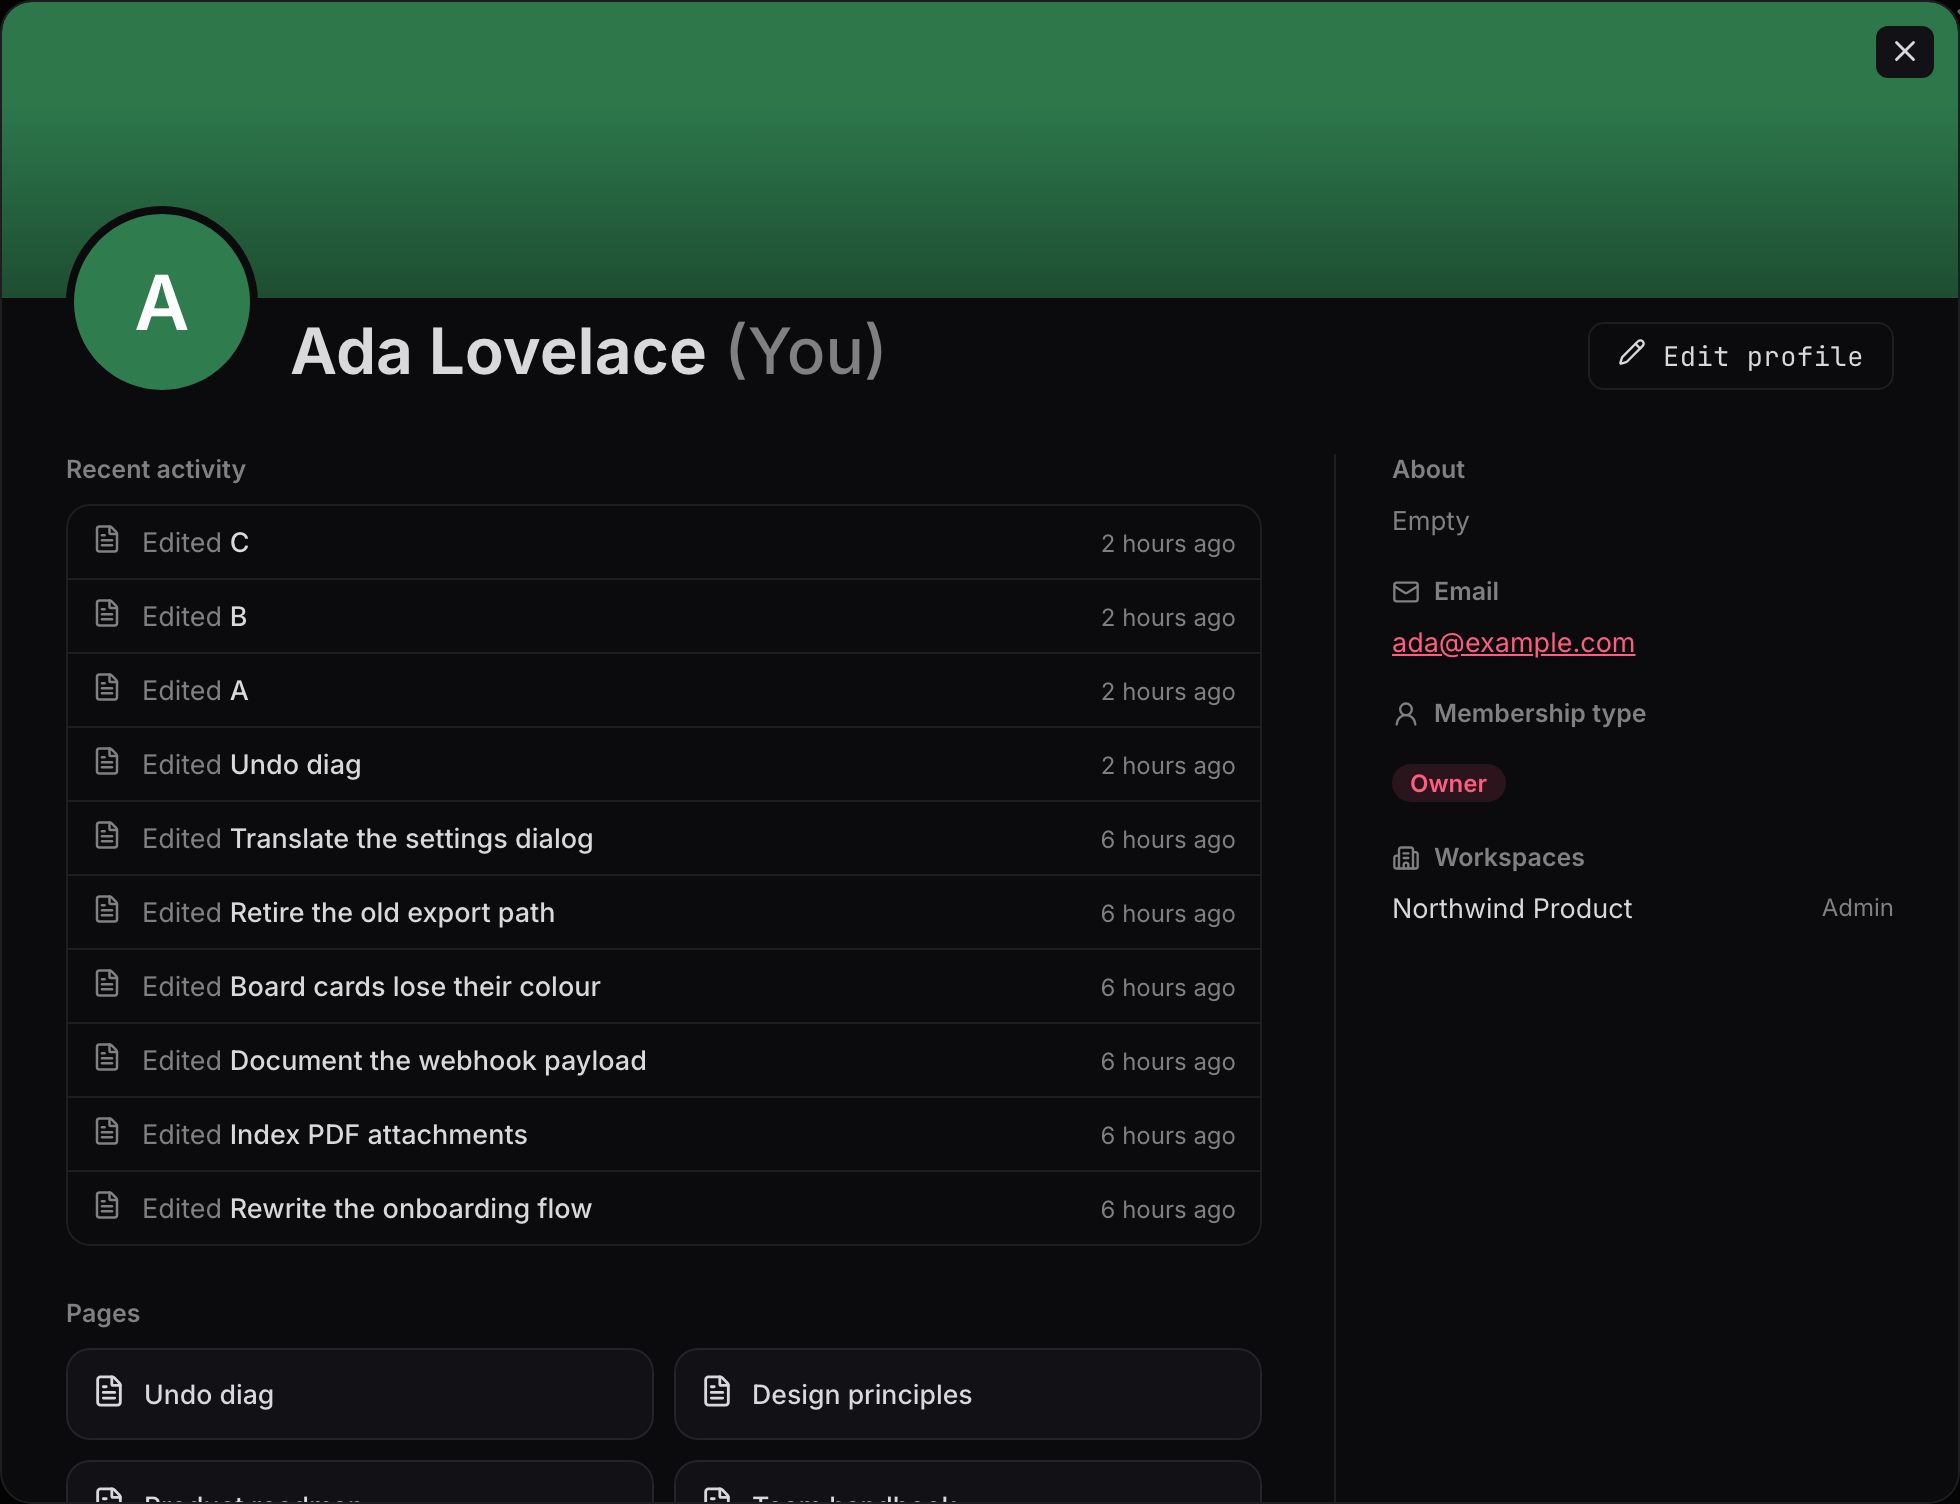 A
Ada Lovelace (You)
Edit profile
Recent activity
Edited C 2 hours ago
Edited B 2 hours ago
Edited A 2 hours ago
Edited Undo diag 2 hours ago
Edited Translate the settings dialog 6 hours ago
Edited Retire the old export path 6 hours ago
Edited Board cards lose their colour 6 hours ago
Edited Document the webhook payload 6 hours ago
Edited Index PDF attachments 6 hours ago
Edited Rewrite the onboarding flow 6 hours ago
Pages
Undo diag
Design principles
Product roadmap
Team handbook
About
Empty
Email
ada@example.com
Membership type
Owner
Workspaces
Northwind Product Admin